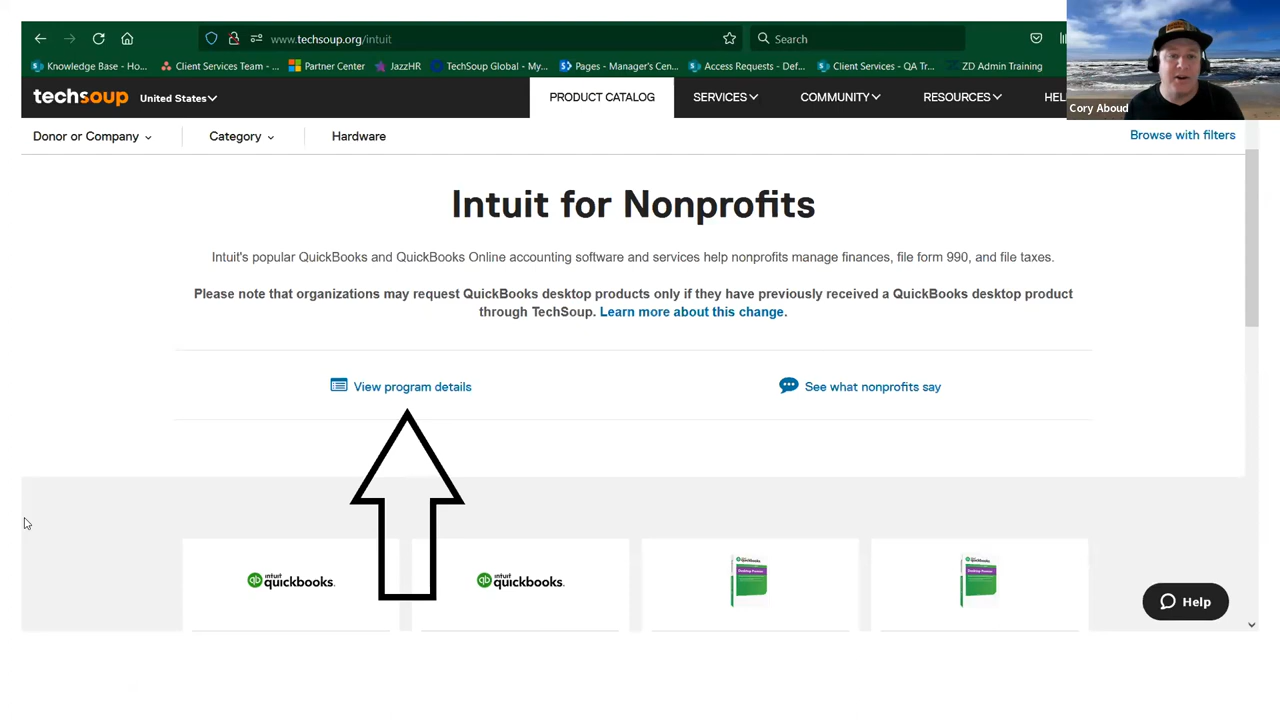 www.techsoup.org/intuit
Search
Knowledge Base - Ho...
Client Services Team - ...
Partner Center
JazzHR
TechSoup Global - My...
Pages - Manager's Cen...
Access Requests - Def...
Client Services - QA Tr...
ZD Admin Training
techsoup
United States
PRODUCT CATALOG
SERVICES
COMMUNITY
RESOURCES
HEL
Cory Aboud
Donor or Company
Category
Hardware
Browse with filters
Intuit for Nonprofits
Intuit's popular QuickBooks and QuickBooks Online accounting software and services help nonprofits manage finances, file form 990, and file taxes.
Please note that organizations may request QuickBooks desktop products only if they have previously received a QuickBooks desktop product
through TechSoup. Learn more about this change.
View program details
See what nonprofits say
qb intuit quickbooks.
qb intuit quickbooks.
Help